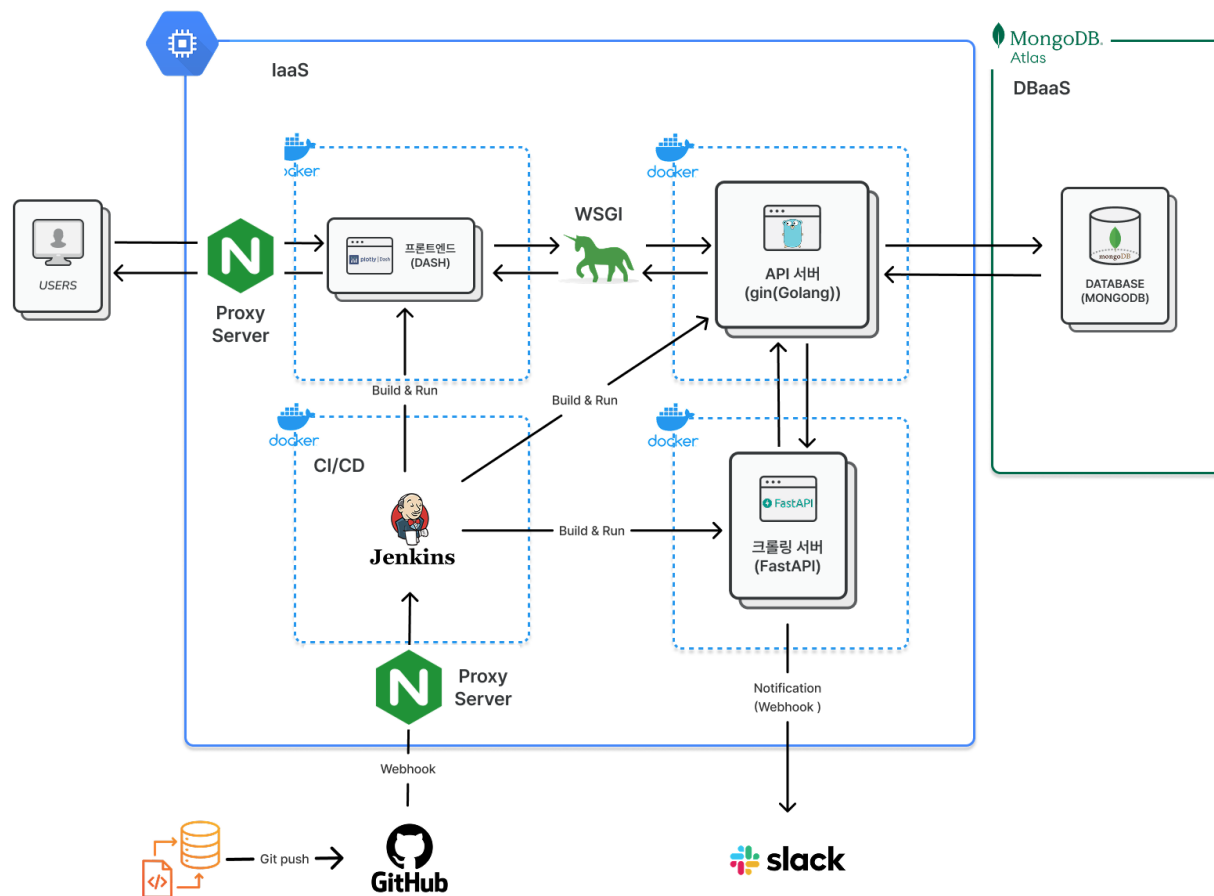 IaaS
MongoDB.
Atlas
DBaaS
docker
docker
USERS
Proxy
Server
plotly | Dash
프론트엔드
(DASH)
WSGI
API 서버
(gin(Golang))
mongoDB
DATABASE
(MONGODB)
Build & Run
Build & Run
docker
docker
CI/CD
Jenkins
Build & Run
FastAPI
크롤링 서버
(FastAPI)
Proxy
Server
Notification
(Webhook )
Webhook
Git push
</>
GitHub
slack